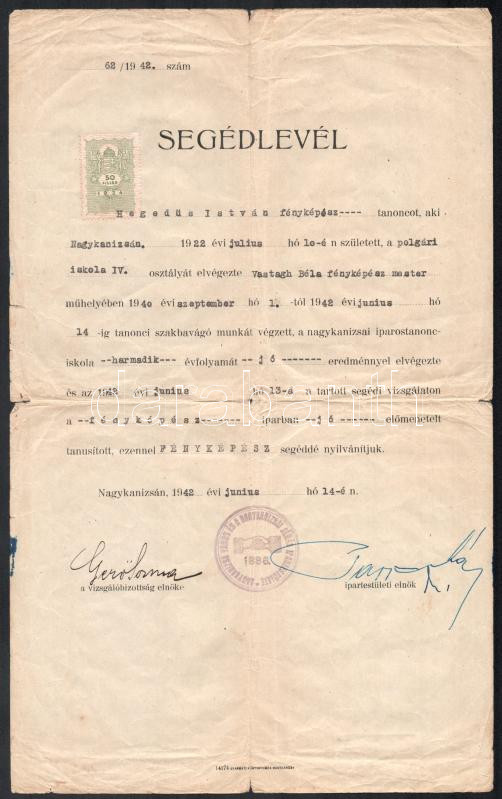 62/1942. szám
SEGÉDLEVÉL
50
Hegedüs István fényképész---- tanoncot, aki
Nagykanizsán. 1922 évi julius hó 10-én született, a polgári
iskola IV. osztályát elvégezte Vastagh Béla fényképész mester
műhelyében 1940 évi szeptember hó 1.-től 1942 évi junius hó
14-ig tanonci szakbavágó munkát végzett, a nagykanizsai iparostanonc-
iskola --harmadik--- évfolyamát --jó------- eredménnyel elvégezte
és az 1942 évi junius hó 13-á n tartott segédi vizsgálaton
a --fényképész------- iparban --jó----- előmenetelt
tanusított, ezennel FÉNYKÉPÉSZ segéddé nyilvánítjuk.
Nagykanizsán, 1942 évi junius hó 14-é n.
1886
a vizsgálóbizottság elnöke
ipartestületi elnök
darabanth